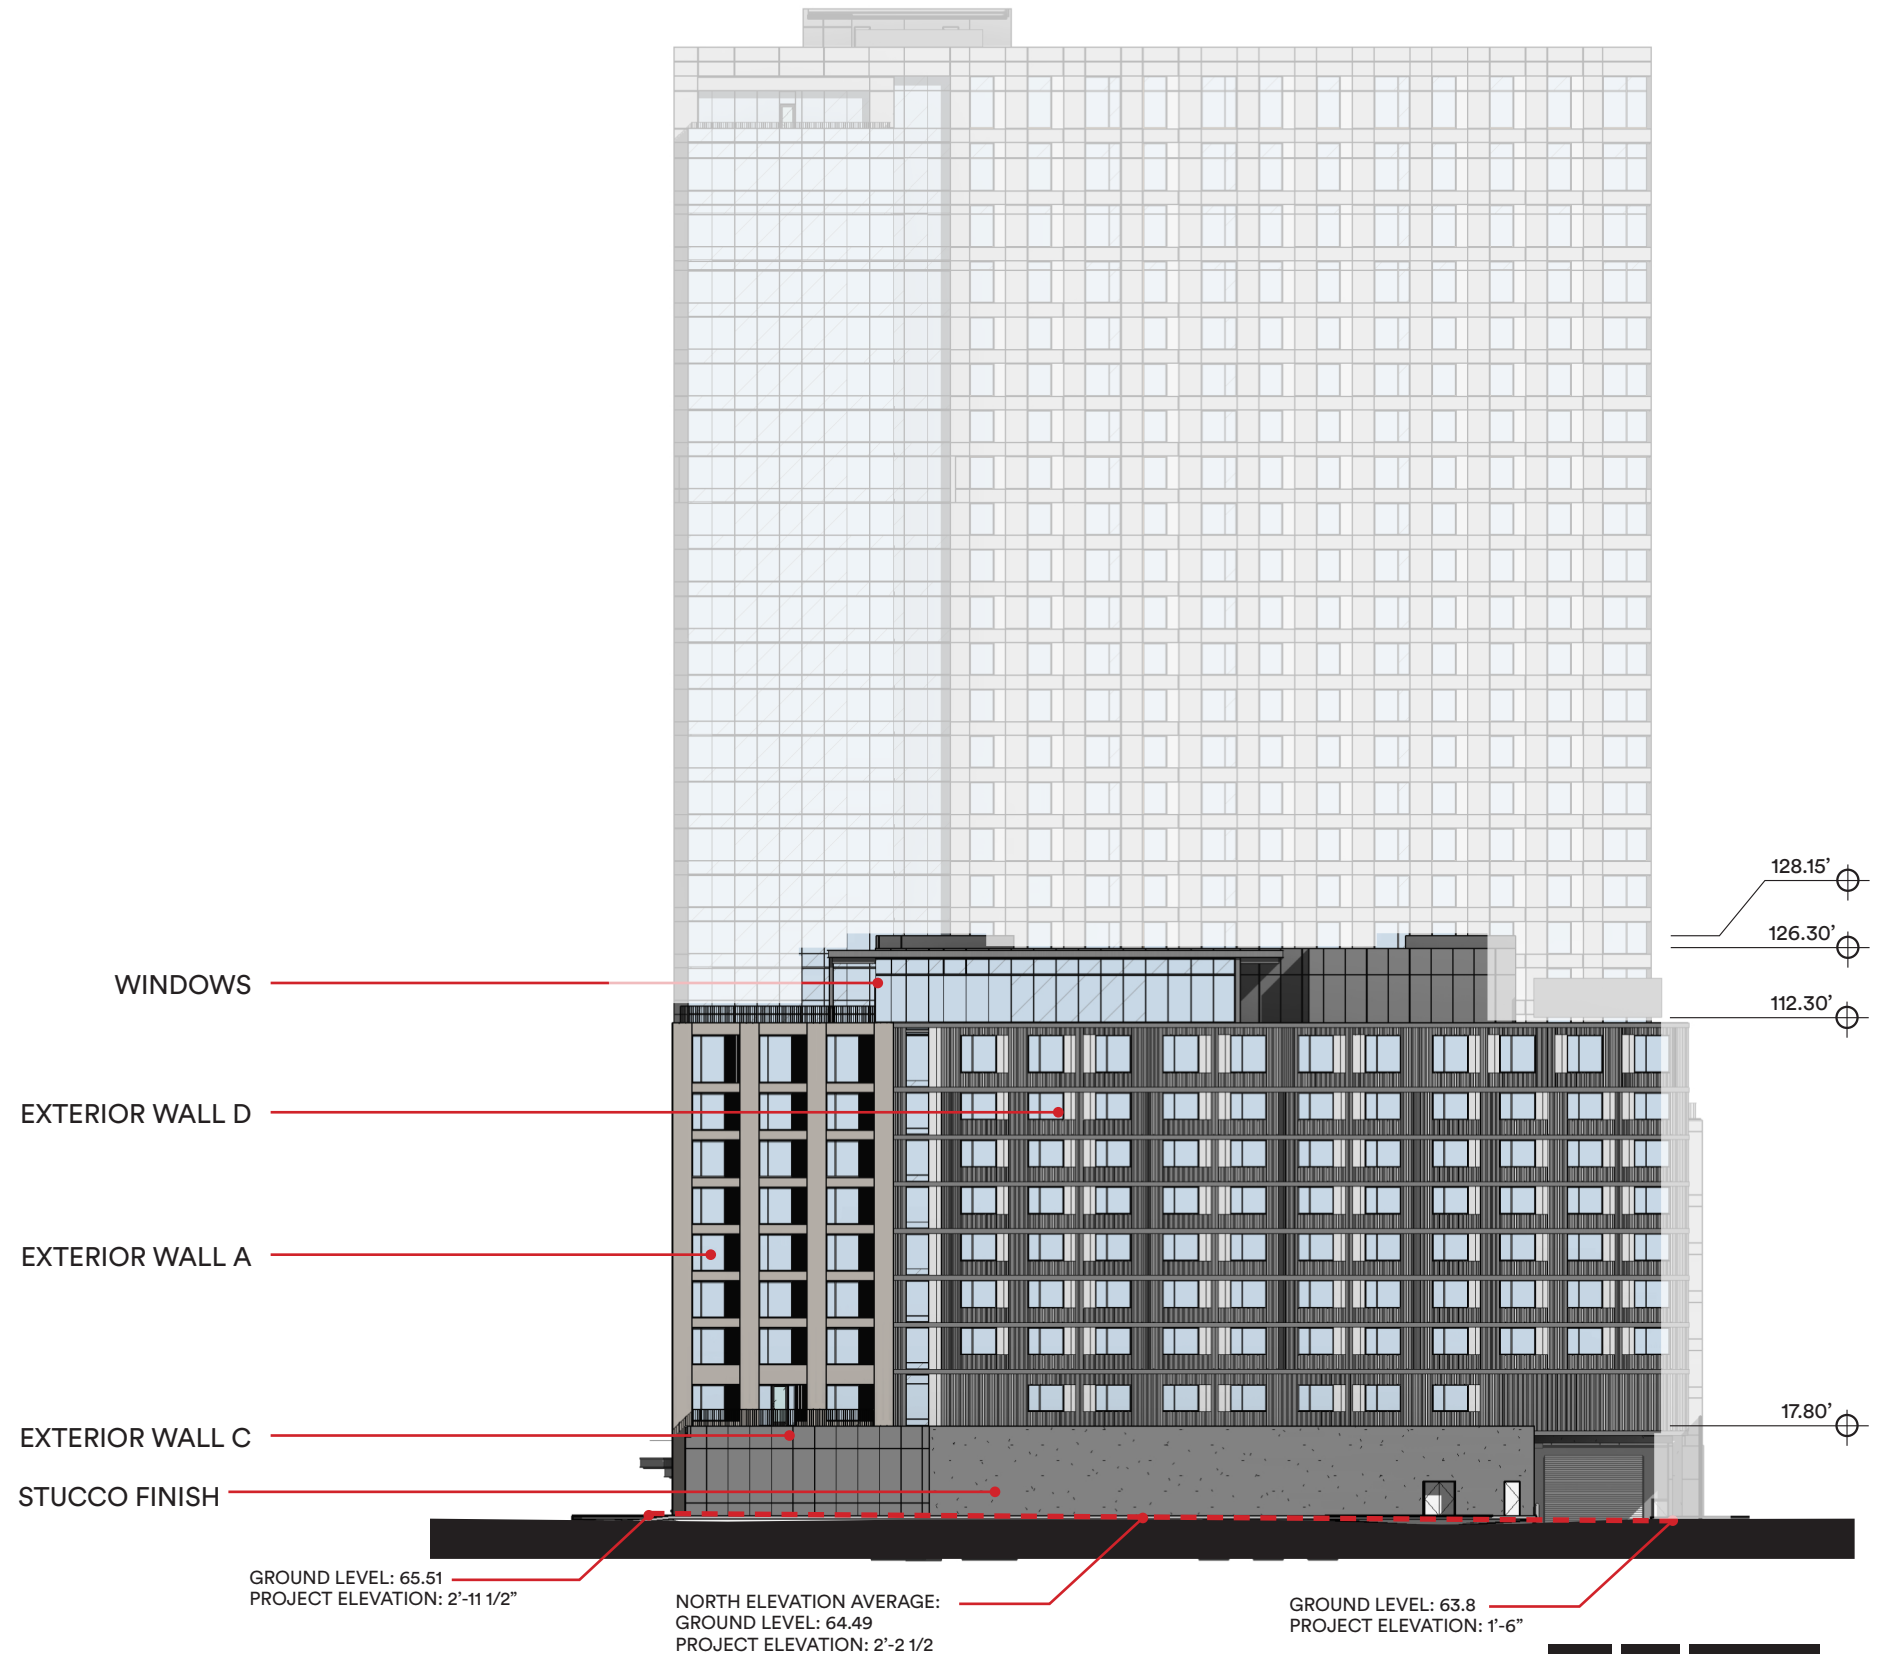 128.15’
126.30’
WINDOWS
112.30’
EXTERIOR WALL D
EXTERIOR WALL A
17.80’
EXTERIOR WALL C
STUCCO FINISH
GROUND LEVEL: 65.51
PROJECT ELEVATION: 2’-11 1/2”
NORTH ELEVATION AVERAGE:
GROUND LEVEL: 64.49
PROJECT ELEVATION: 2’-2 1/2
GROUND LEVEL: 63.8
PROJECT ELEVATION: 1’-6”